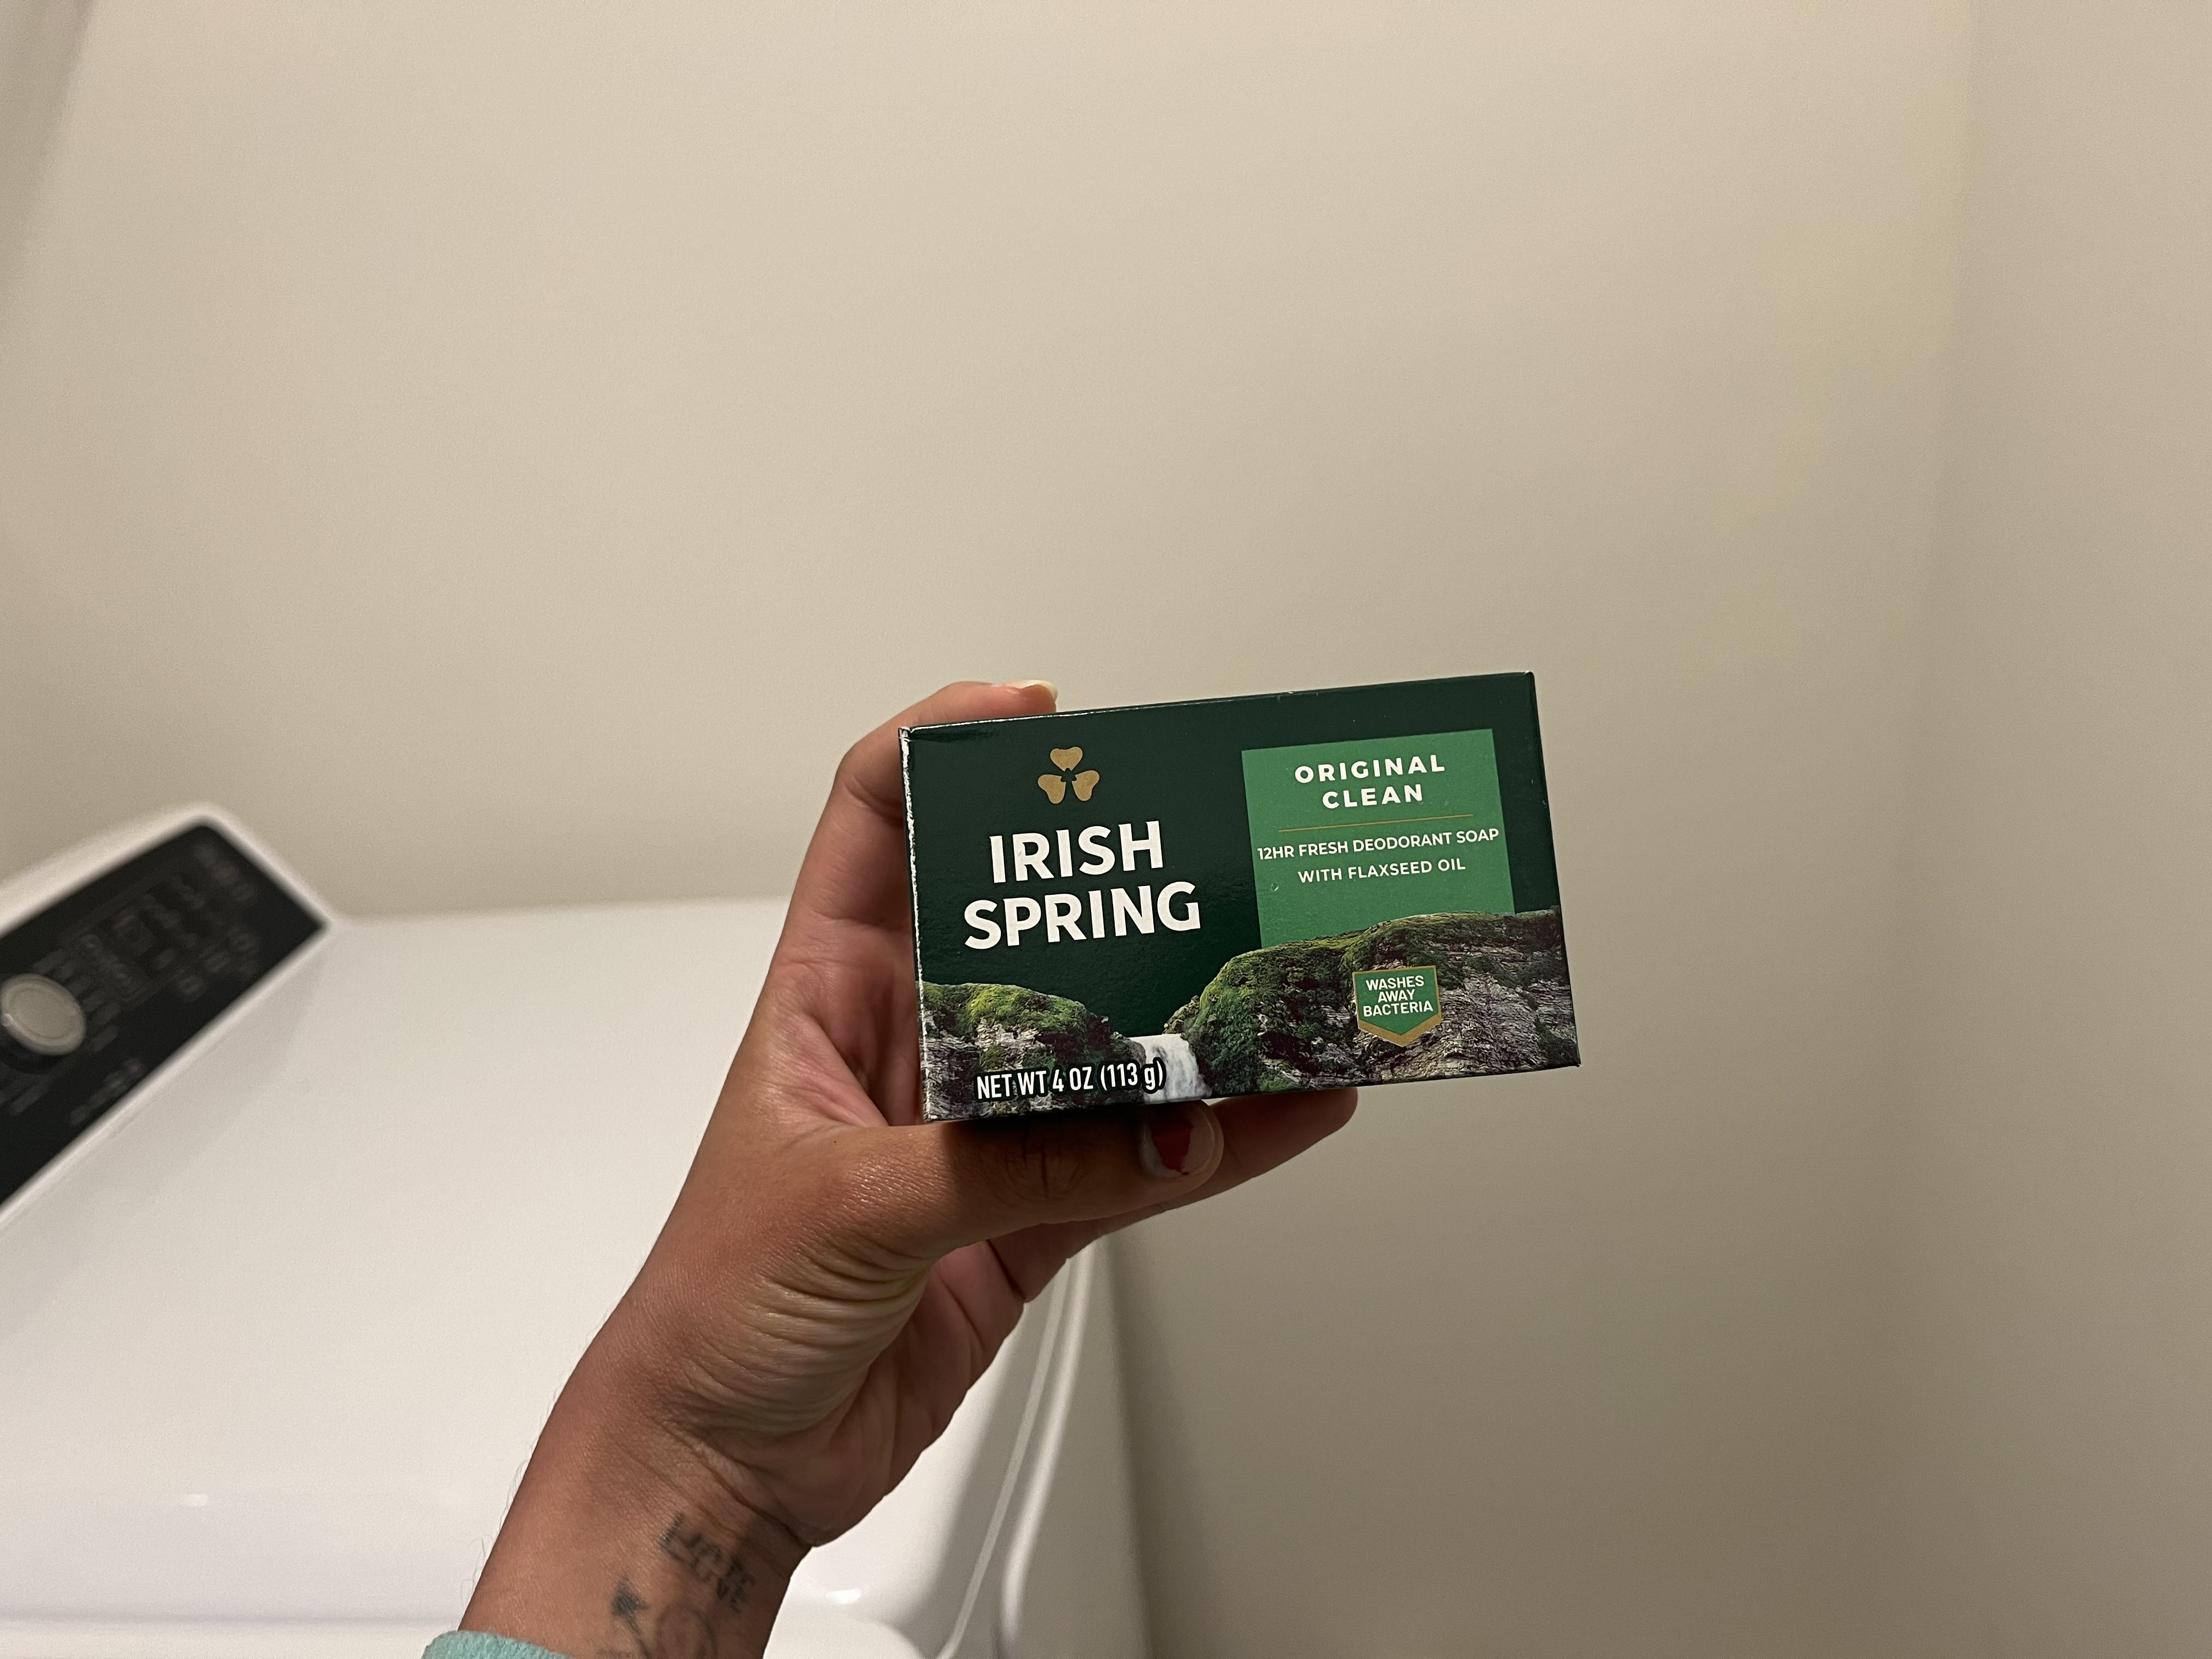 IRISH
SPRING
NET WT 4 OZ (113 g)
ORIGINAL
CLEAN
12HR FRESH DEODORANT SOAP
WITH FLAXSEED OIL
WASHES
AWAY
BACTERIA